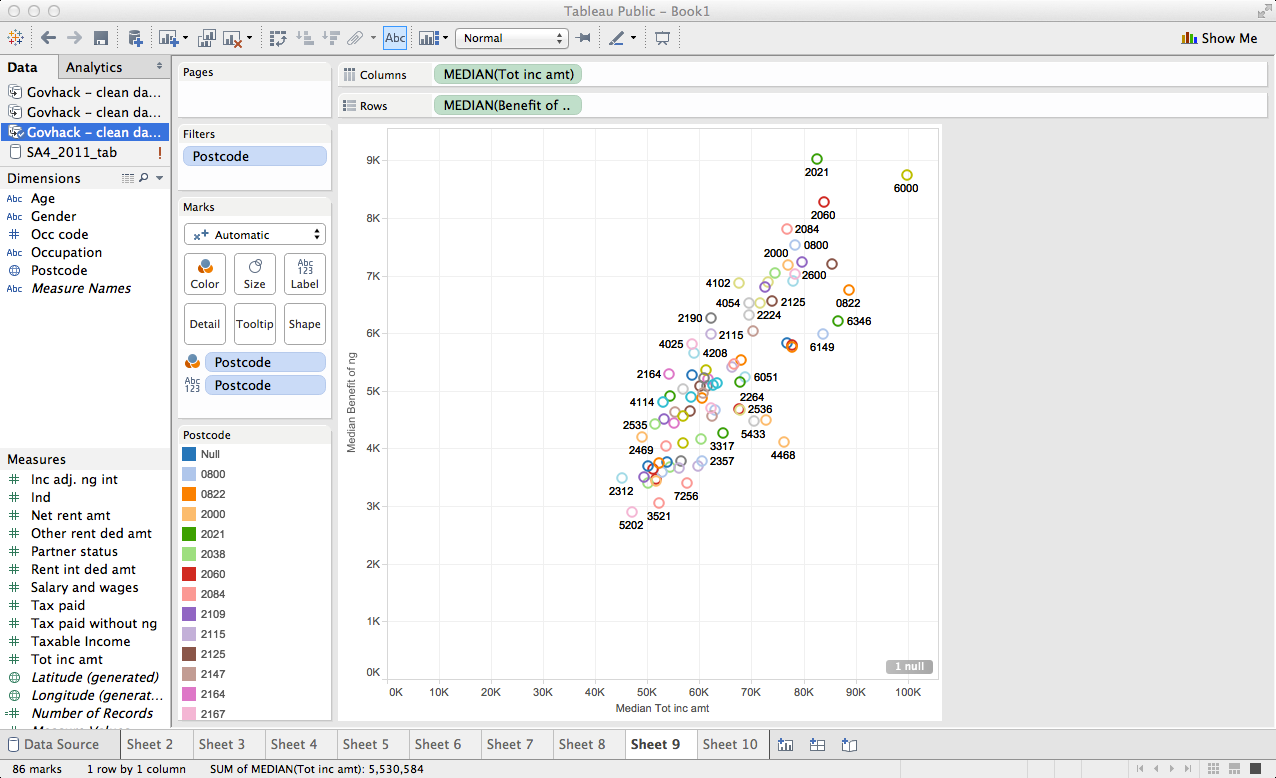 Tableau Public - Book1
Abc
Normal
Show Me
Data
Analytics
Govhack - clean da...
Govhack - clean da...
Govhack - clean da...
SA4_2011_tab !
Dimensions
Abc Age
Abc Gender
# Occ code
Abc Occupation
Postcode
Abc Measure Names
Measures
# Inc adj. ng int
# Ind
# Net rent amt
# Other rent ded amt
# Partner status
# Rent int ded amt
# Salary and wages
# Tax paid
# Tax paid without ng
# Taxable Income
# Tot inc amt
Latitude (generated)
Longitude (generat...
# Number of Records
Pages
Filters
Postcode
Marks
Automatic
Color
Size
Abc
123
Label
Detail
Tooltip
Shape
Postcode
Abc
123
Postcode
Postcode
Null
0800
0822
2000
2021
2038
2060
2084
2109
2115
2125
2147
2164
2167
Columns
MEDIAN(Tot inc amt)
Rows
MEDIAN(Benefit of ..
Median Benefit of ng
9K
8K
7K
6K
5K
4K
3K
2K
1K
0K
2021
6000
2060
2084
2000
0800
2600
4102
0822
4054
2125
2224
2190
6346
2115
6149
4025
4208
2164
6051
4114
2264
2536
2535
5433
2469
3317
4468
2357
2312
7256
3521
5202
1 null
0K 10K 20K 30K 40K 50K 60K 70K 80K 90K 100K
Median Tot inc amt
Data Source
Sheet 2
Sheet 3
Sheet 4
Sheet 5
Sheet 6
Sheet 7
Sheet 8
Sheet 9
Sheet 10
86 marks
1 row by 1 column
SUM of MEDIAN(Tot inc amt): 5,530,584